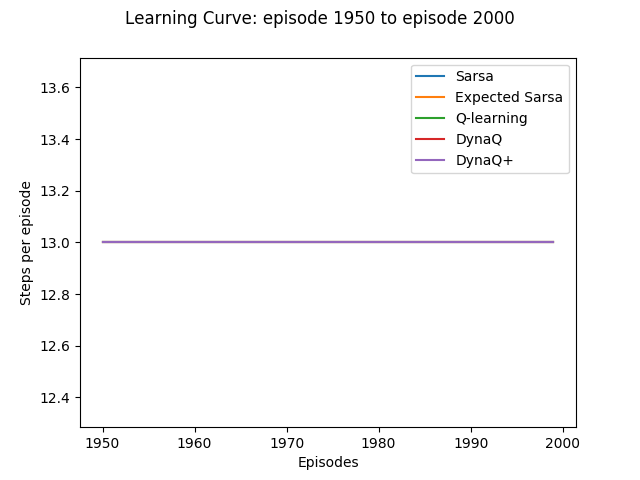 Learning Curve: episode 1950 to episode 2000
Sarsa
Expected Sarsa
Q-learning
DynaQ
DynaQ+
Steps per episode
13.6
13.4
13.2
13.0
12.8
12.6
12.4
1950 1960 1970 1980 1990 2000
Episodes